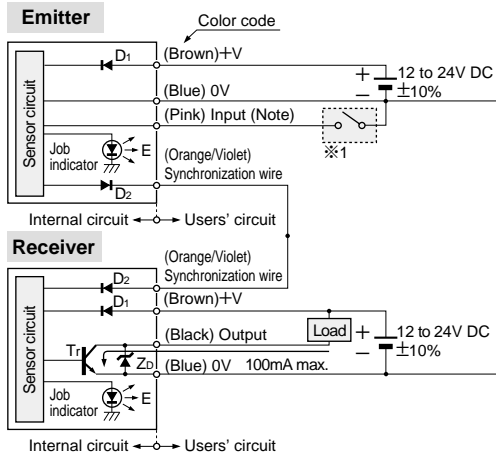 Emitter
Color code
D1
(Brown)+V
+
12 to 24V DC
−
±10%
(Blue) 0V
(Pink) Input (Note)
Sensor circuit
Job
indicator
E
※1
(Orange/Violet)
Synchronization wire
D2
Internal circuit
Users' circuit
Receiver
(Orange/Violet)
Synchronization wire
D2
D1
(Brown)+V
Sensor circuit
(Black) Output
Load
+
12 to 24V DC
−
±10%
Tr
ZD
(Blue) 0V
100mA max.
Job
indicator
E
Internal circuit
Users' circuit